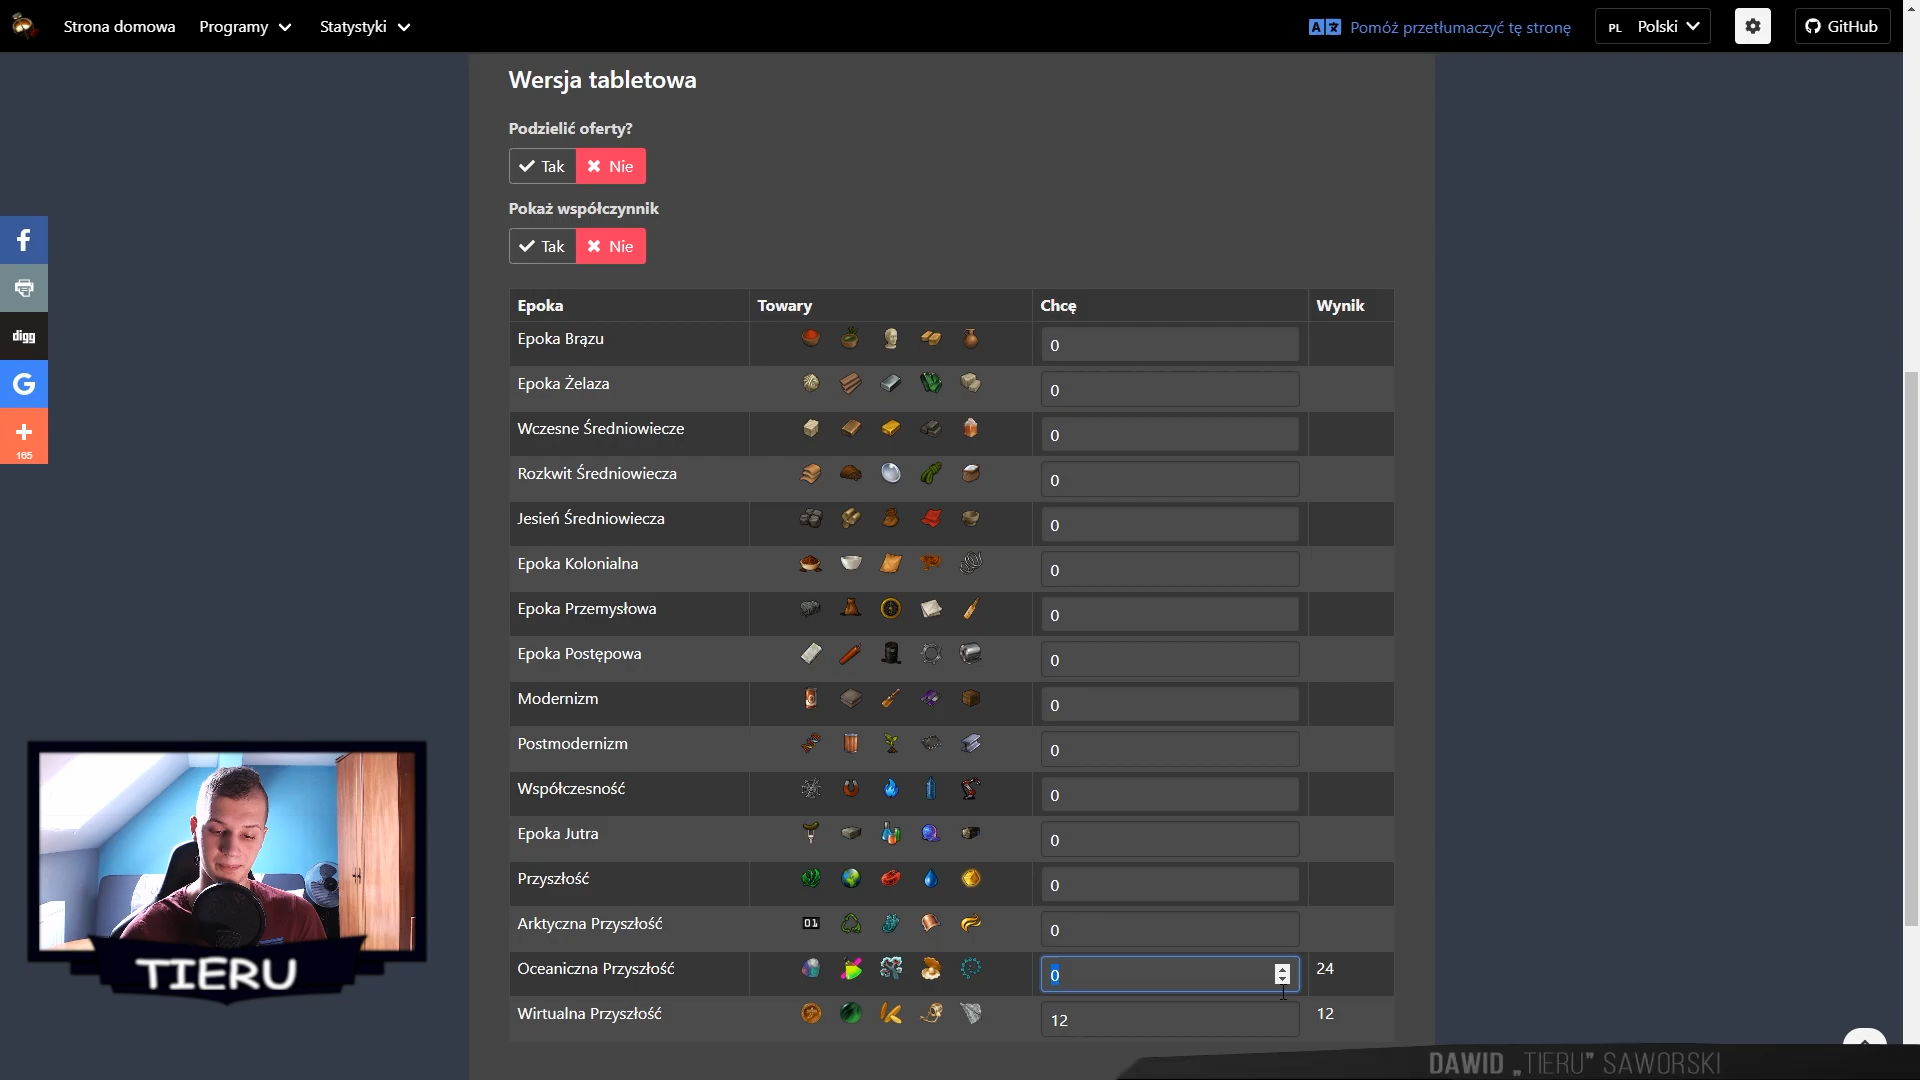 Strona domowa
Programy
Statystyki
Pomóż przetłumaczyć tę stronę
PL Polski
GitHub
Wersja tabletowa
Podzielić oferty?
Tak Nie
Pokaż współczynnik
Tak Nie
digg
165
Epoka Towary Chcę Wynik
Epoka Brązu 0
Epoka Żelaza 0
Wczesne Średniowiecze 0
Rozkwit Średniowiecza 0
Jesień Średniowiecza 0
Epoka Kolonialna 0
Epoka Przemysłowa 0
Epoka Postępowa 0
Modernizm 0
Postmodernizm 0
Współczesność 0
Epoka Jutra 0
Przyszłość 0
Arktyczna Przyszłość 01 0
Oceaniczna Przyszłość 0 24
Wirtualna Przyszłość 12 12
TIERU
DAWID „TIERU” SAWORSKI